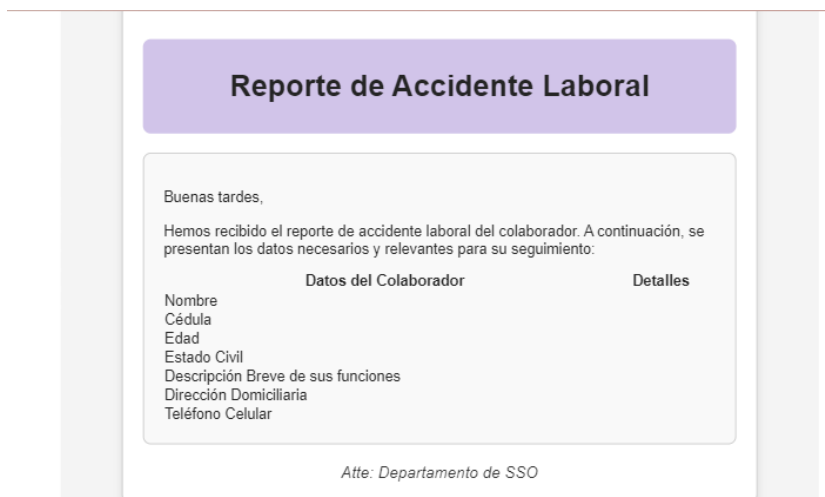 Reporte de Accidente Laboral
Buenas tardes,
Hemos recibido el reporte de accidente laboral del colaborador. A continuación, se
presentan los datos necesarios y relevantes para su seguimiento:
Datos del Colaborador Detalles
Nombre
Cédula
Edad
Estado Civil
Descripción Breve de sus funciones
Dirección Domiciliaria
Teléfono Celular
Atte: Departamento de SSO